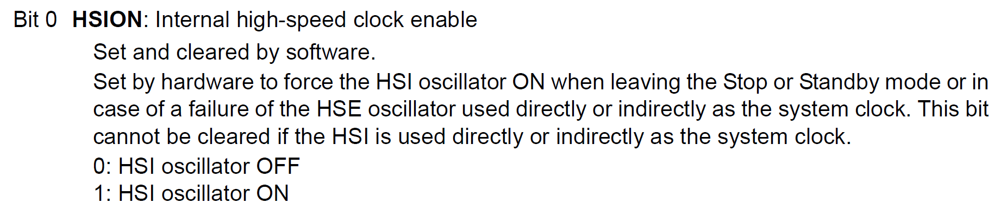 Bit 0 HSION: Internal high-speed clock enable
Set and cleared by software.
Set by hardware to force the HSI oscillator ON when leaving the Stop or Standby mode or in
case of a failure of the HSE oscillator used directly or indirectly as the system clock. This bit
cannot be cleared if the HSI is used directly or indirectly as the system clock.
0: HSI oscillator OFF
1: HSI oscillator ON